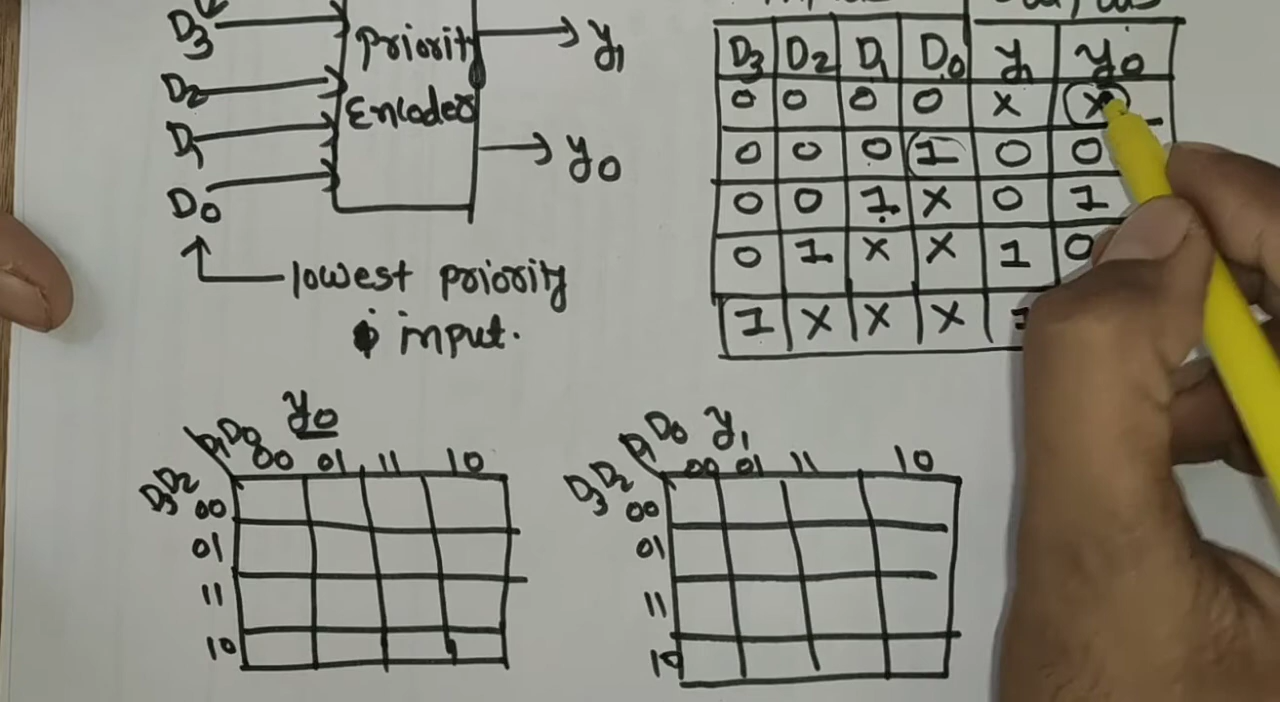 D3
Priority
Encoder
y1
D2
D1
y0
D0
lowest priority
input.
D3 D2 D1 D0 y1 y0
0 0 0 0 x x
0 0 0 1 0 0
0 0 1 x 0 1
0 1 x x 1 0
1 x x x
y0
D1D0
00 01 11 10
D3D2
00
01
11
10
y1
D1D0
00 01 11 10
D3D2
00
01
11
10